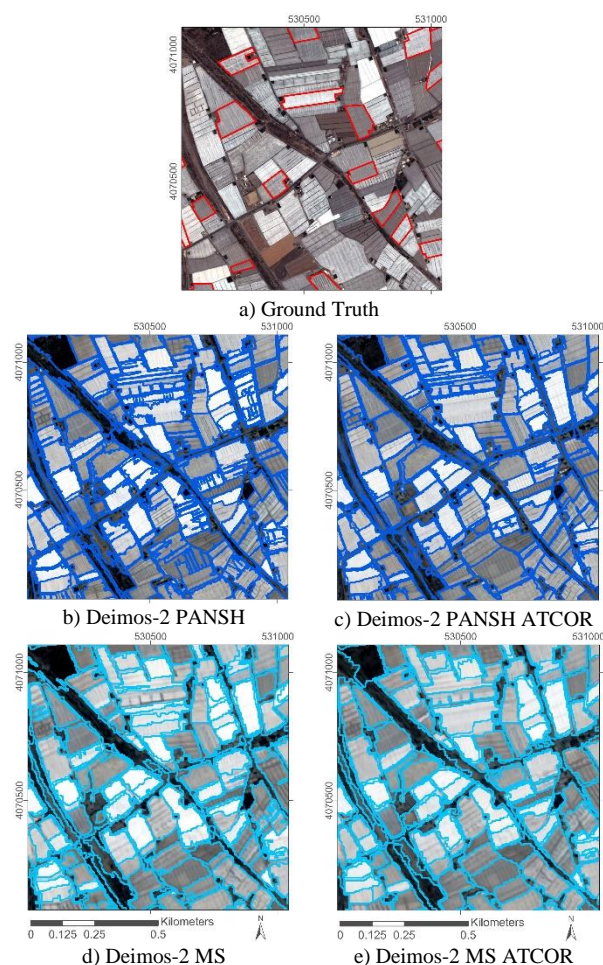 530500 531000
4071000
4070500
a) Ground Truth
530500 531000
530500 531000
4071000
4070500
4071000
4070500
b) Deimos-2 PANSH
c) Deimos-2 PANSH ATCOR
530500 531000
530500 531000
4071000
4070500
4071000
4070500
Kilometers
0 0.125 0.25 0.5
N
Kilometers
0 0.125 0.25 0.5
N
d) Deimos-2 MS
e) Deimos-2 MS ATCOR